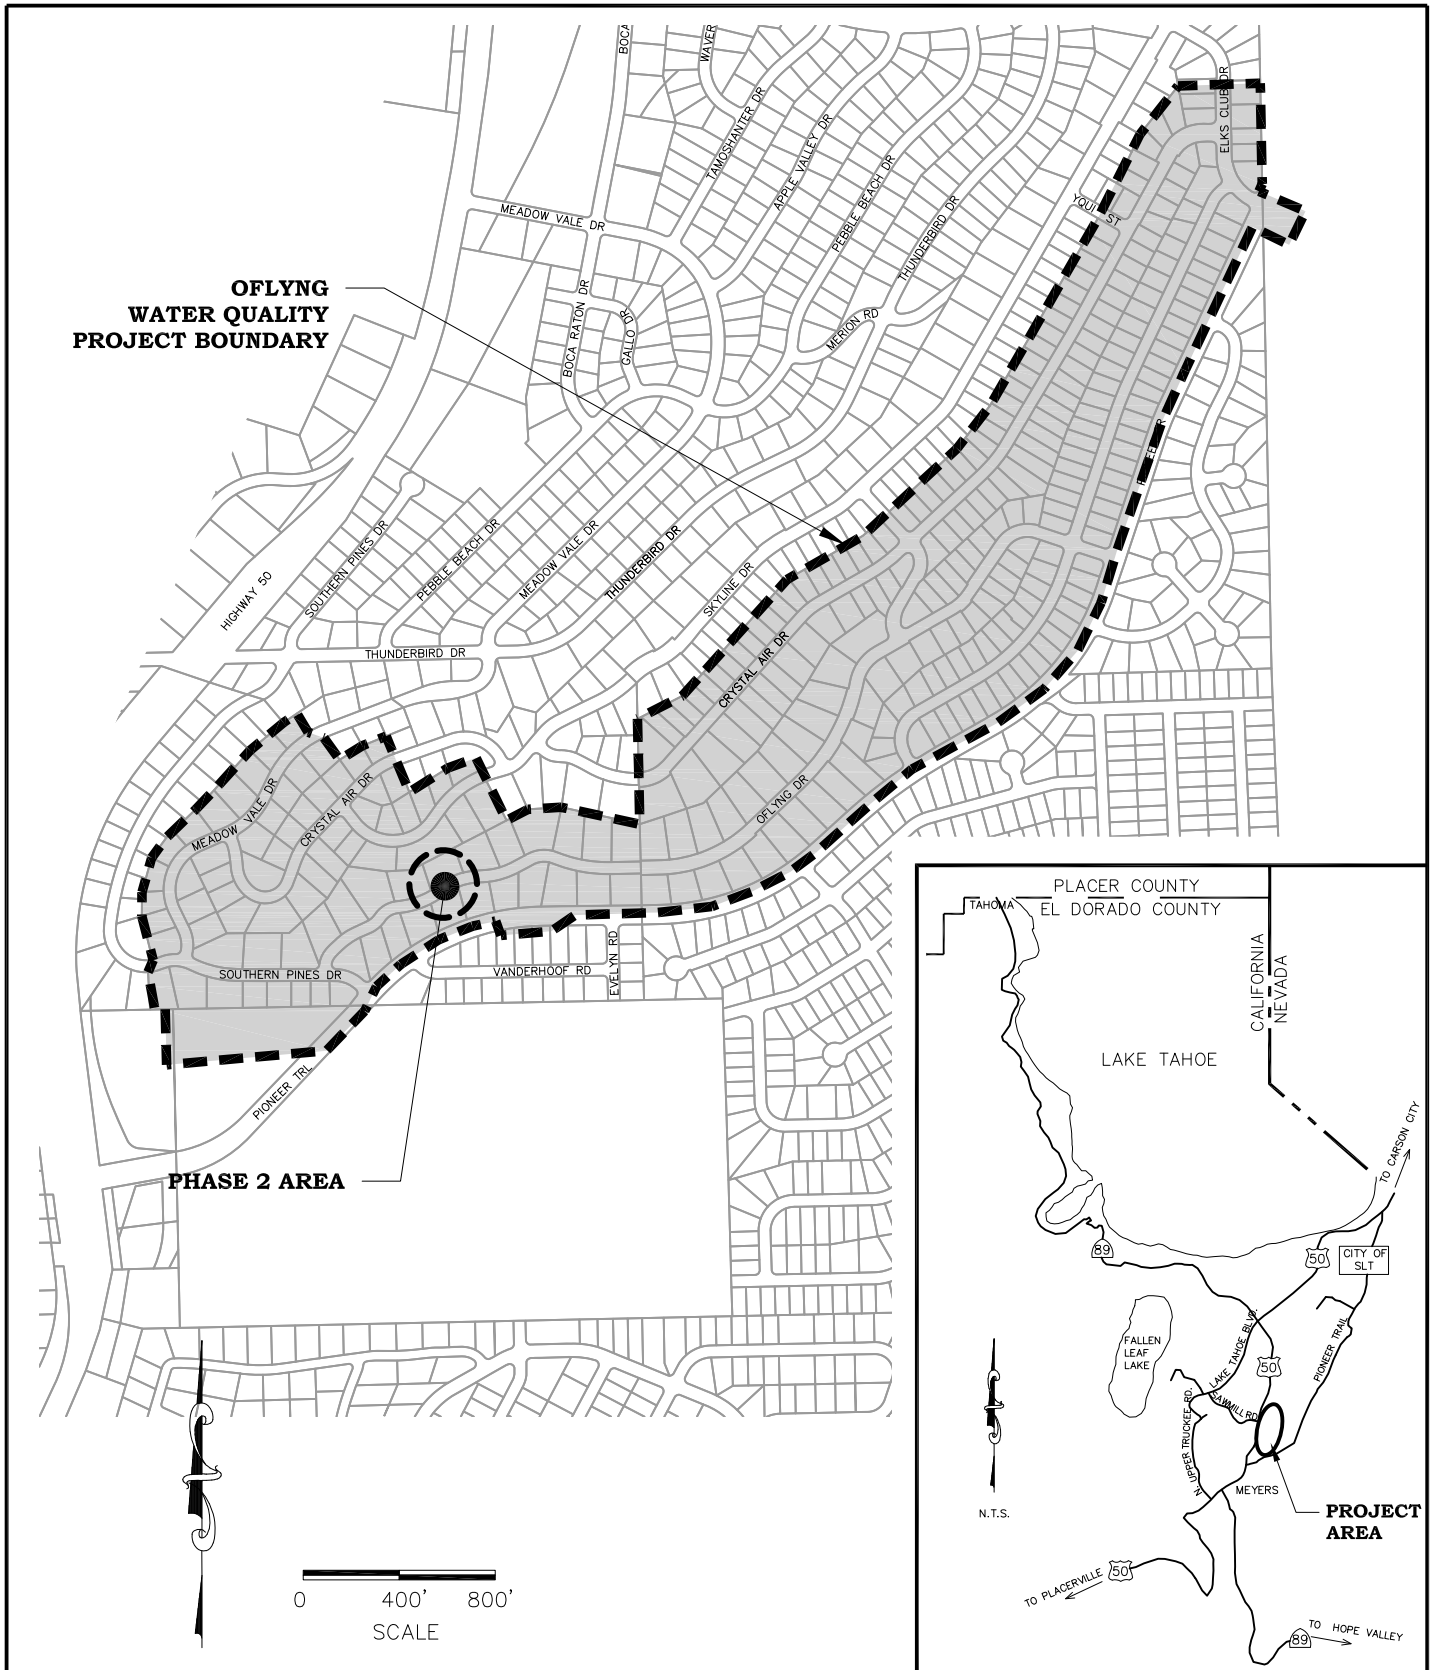 BOCA
WAVER
ELKS CLUB DR
TAMOSHANTER DR
APPLE VALLEY DR
PEBBLE BEACH DR
THUNDERBIRD DR
YQUI ST
MEADOW VALE DR
OFLYNG
WATER QUALITY
PROJECT BOUNDARY
BOCA RATON DR
GALLO DR
MERION RD
HIGHWAY 50
SOUTHERN PINES DR
PEBBLE BEACH DR
MEADOW VALE DR
THUNDERBIRD DR
SKYLINE DR
THUNDERBIRD DR
CRYSTAL AIR DR
MEADOW VALE DR
CRYSTAL AIR DR
OFLYNG DR
SOUTHERN PINES DR
VANDERHOOF RD
EVELYN RD
PIONEER TRL
PHASE 2 AREA
0 400' 800'
SCALE
PLACER COUNTY
TAHOMA
EL DORADO COUNTY
CALIFORNIA
NEVADA
LAKE TAHOE
TO CARSON CITY
89
50
CITY OF
SLT
FALLEN
LEAF
LAKE
LAKE TAHOE BLVD.
50
PIONEER TRAIL
SAWMILL RD
N. UPPER TRUCKEE RD.
MEYERS
N.T.S.
PROJECT
AREA
TO PLACERVILLE
50
89
TO HOPE VALLEY